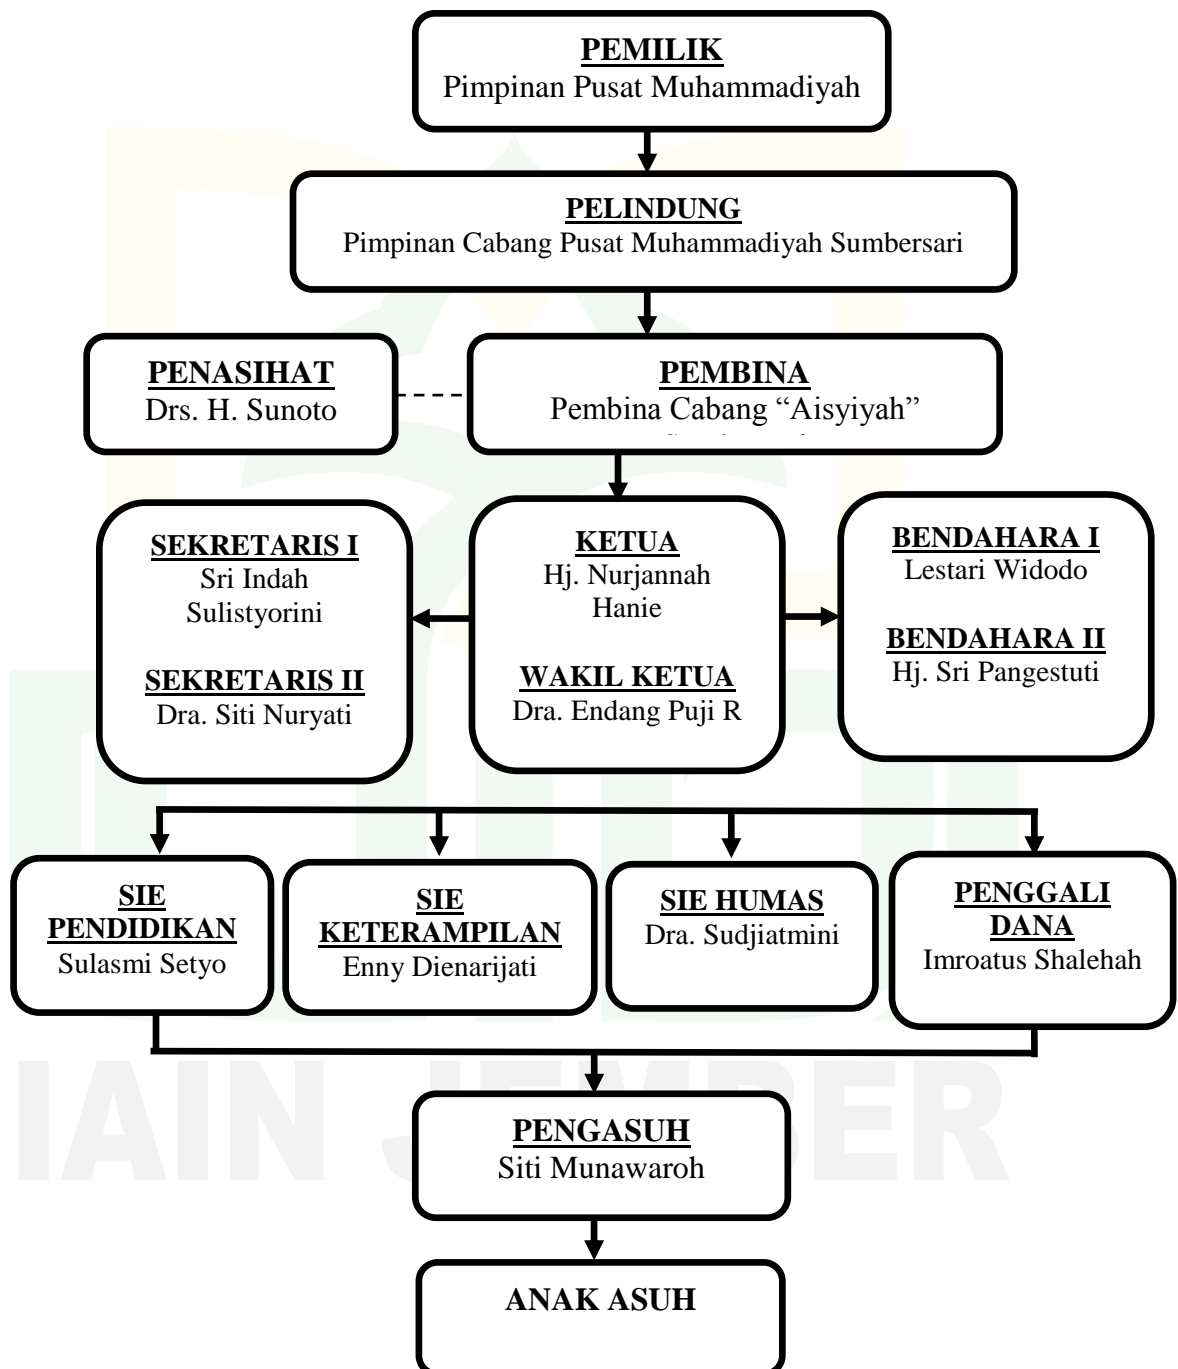 PEMILIK
Pimpinan Pusat Muhammadiyah
PELINDUNG
Pimpinan Cabang Pusat Muhammadiyah Sumbersari
PENASIHAT
Drs. H. Sunoto
PEMBINA
Pembina Cabang “Aisyiyah”
SEKRETARIS I
Sri Indah
Sulistyorini
SEKRETARIS II
Dra. Siti Nuryati
KETUA
Hj. Nurjannah
Hanie
WAKIL KETUA
Dra. Endang Puji R
BENDAHARA I
Lestari Widodo
BENDAHARA II
Hj. Sri Pangestuti
SIE
PENDIDIKAN
Sulasmi Setyo
SIE
KETERAMPILAN
Enny Dienarijati
SIE HUMAS
Dra. Sudjiatmini
PENGGALI
DANA
Imroatus Shalehah
PENGASUH
Siti Munawaroh
ANAK ASUH
IAIN JEMBER